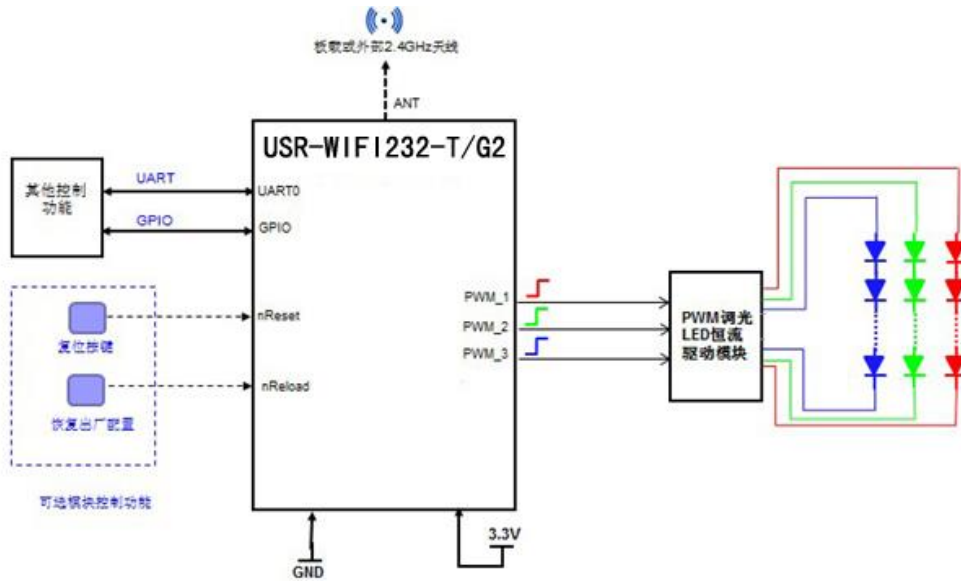 板载或外部2.4GHz天线
ANT
USR-WIFI232-T/G2
其他控制
功能
UART
UART0
GPIO
GPIO
nReset
复位按键
nReload
恢复出厂配置
可选模块控制功能
PWM_1
PWM_2
PWM_3
PWM调光
LED恒流
驱动模块
GND
3.3V